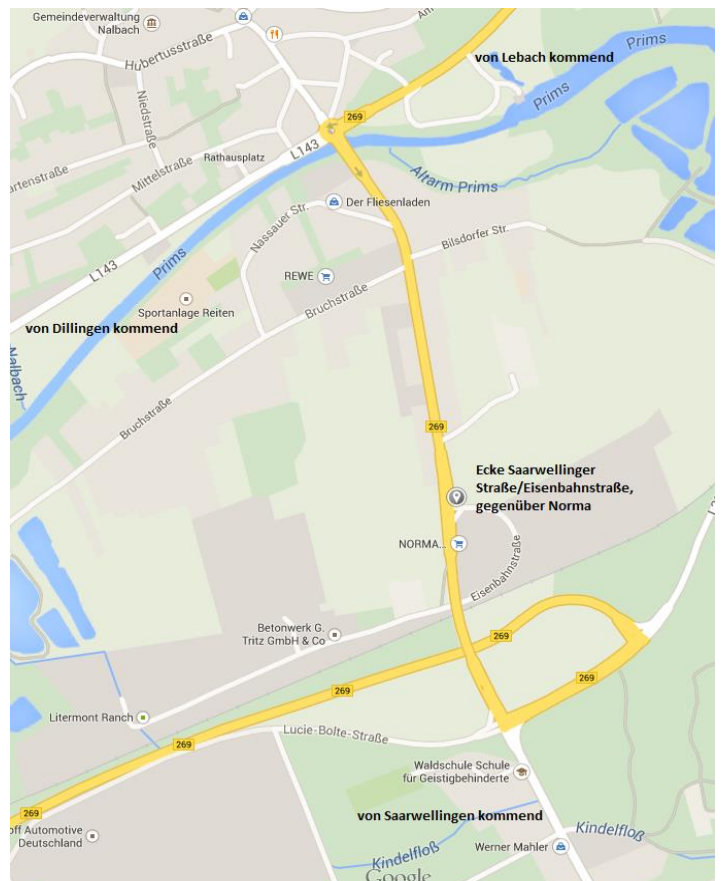 Gemeindeverwaltung
Nalbach
Hubertusstraße
von Lebach kommend
Prims
Niedstraße
269
Prims
L143
Rathausplatz
Mittelstraße
artenstraße
Altarm Prims
Der Fliesenladen
Nassauer Str.
Bilsdorfer Str.
L143
Prims
REWE
Sportanlage Reiten
Bruchstraße
von Dillingen kommend
Nalbach
Bruchstraße
269
Ecke Saarwellinger
Straße/Eisenbahnstraße,
gegenüber Norma
NORMA...
Eisenbahnstraße
Betonwerk G.
Tritz GmbH & Co
269
269
269
Litermont Ranch
Lucie-Bolte-Straße
269
Waldschule Schule
für Geistigbehinderte
269
von Saarwellingen kommend
off Automotive
Deutschland
Kindelfloß
Werner Mahler
Kindelfloß
Google